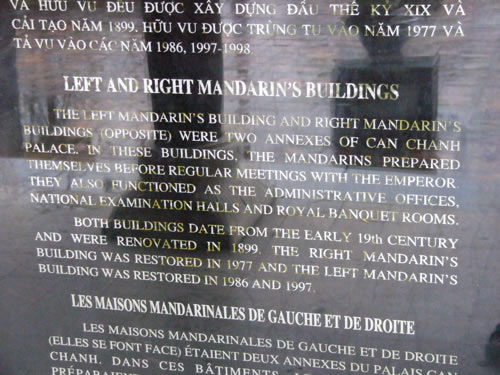 VÀ HỮU VU ĐỀU ĐƯỢC XÂY DỰNG ĐẦU THẾ KỶ XIX VÀ
CẢI TẠO NĂM 1899. HỮU VU ĐƯỢC TRÙNG TU VÀO NĂM 1977 VÀ
TẢ VU VÀO CÁC NĂM 1986, 1997-1998
LEFT AND RIGHT MANDARIN'S BUILDINGS
THE LEFT MANDARIN'S BUILDING AND RIGHT MANDARIN'S
BUILDINGS (OPPOSITE) WERE TWO ANNEXES OF CAN CHANH
PALACE. IN THESE BUILDINGS, THE MANDARINS PREPARED
THEMSELVES BEFORE REGULAR MEETINGS WITH THE EMPEROR.
THEY ALSO FUNCTIONED AS THE ADMINISTRATIVE OFFICES,
NATIONAL EXAMINATION HALLS AND ROYAL BANQUET ROOMS.
BOTH BUILDINGS DATE FROM THE EARLY 19th CENTURY
AND WERE RENOVATED IN 1899. THE RIGHT MANDARIN'S
BUILDING WAS RESTORED IN 1977 AND THE LEFT MANDARIN'S
BUILDING WAS RESTORED IN 1986 AND 1997.
LES MAISONS MANDARINALES DE GAUCHE ET DE DROITE
LES MAISONS MANDARINALES DE GAUCHE ET DE DROITE
(ELLES SE FONT FACE) ÉTAIENT DEUX ANNEXES DU PALAIS CAN
CHANH. DANS CES BÂTIMENTS
PRÉPARAIENT